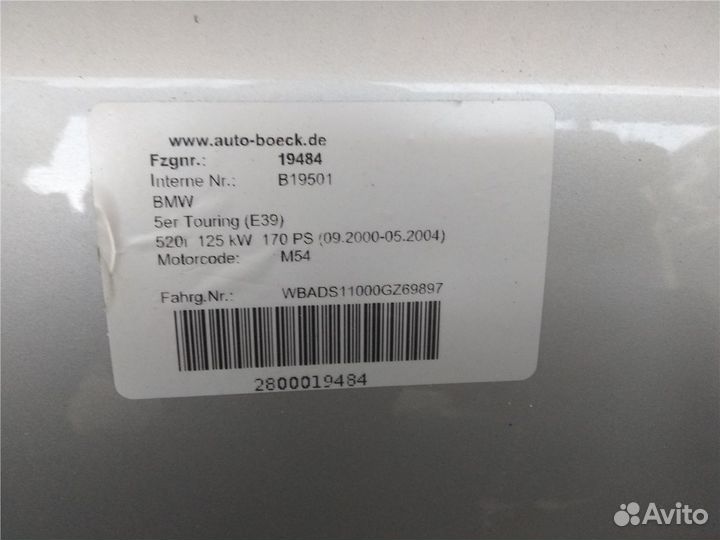 www.auto-boeck.de
Fzgnr.: 19484
Interne Nr.: B19501
BMW
5er Touring (E39)
520i 125 kW 170 PS (09.2000-05.2004)
Motorcode: M54
Fahrg.Nr.: WBADS11000GZ69897
2800019484
Avito